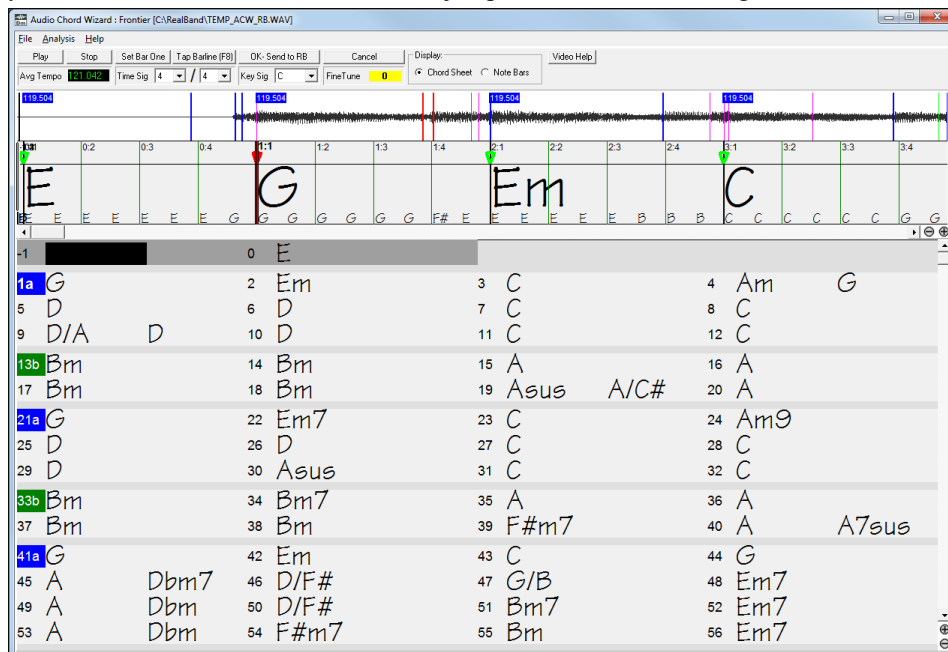 Audio Chord Wizard : Frontier [C:\RealBand\TEMP_ACW_RB.WAV]
File Analysis Help
Play Stop Set Bar One Tap Barline (F8) OK- Send to RB Cancel Display: Video Help
Avg Tempo 121.042 Time Sig 4 / 4 Key Sig C FineTune 0 Chord Sheet Note Bars
119.504 119.504 119.504 119.504
0:2 0:3 0:4 1:1 1:2 1:3 1:4 2:1 2:2 2:3 2:4 3:1 3:2 3:3 3:4
E G Em C
E E E E E E E G G G G G G G F# E E E E E E B B B C C C C C C G G
-1 0 E
1a G 2 Em 3 C 4 Am G
5 D 6 D 7 C 8 C
9 D/A D 10 D 11 C 12 C
13b Bm 14 Bm 15 A 16 A
17 Bm 18 Bm 19 Asus A/C# 20 A
21a G 22 Em7 23 C 24 Am9
25 D 26 D 27 C 28 C
29 D 30 Asus 31 C 32 C
33b Bm 34 Bm7 35 A 36 A
37 Bm 38 Bm 39 F#m7 40 A A7sus
41a G 42 Em 43 C 44 G
45 A Dbm7 46 D/F# 47 G/B 48 Em7
49 A Dbm 50 D/F# 51 Bm7 52 Em7
53 A Dbm 54 F#m7 55 Bm 56 Em7